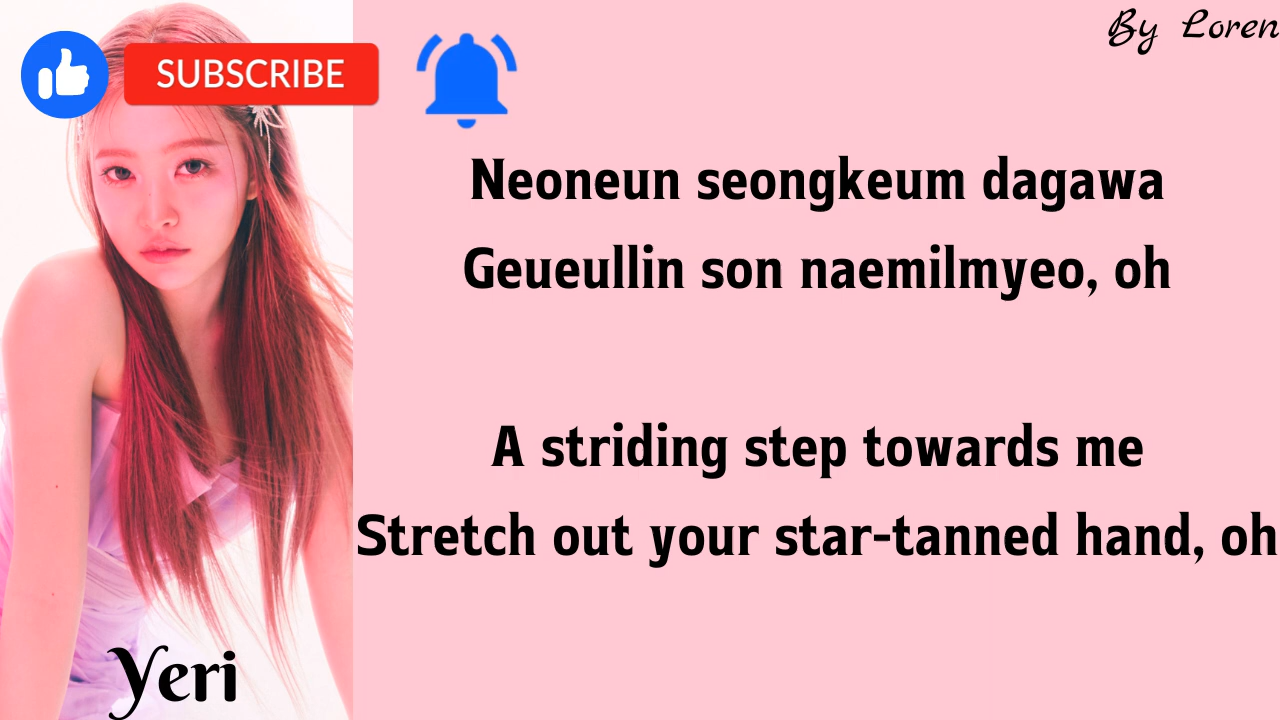 By Loren
SUBSCRIBE
Neoneun seongkeum dagawa
Geueullin son naemilmyeo, oh
A striding step towards me
Stretch out your star-tanned hand, oh
Yeri